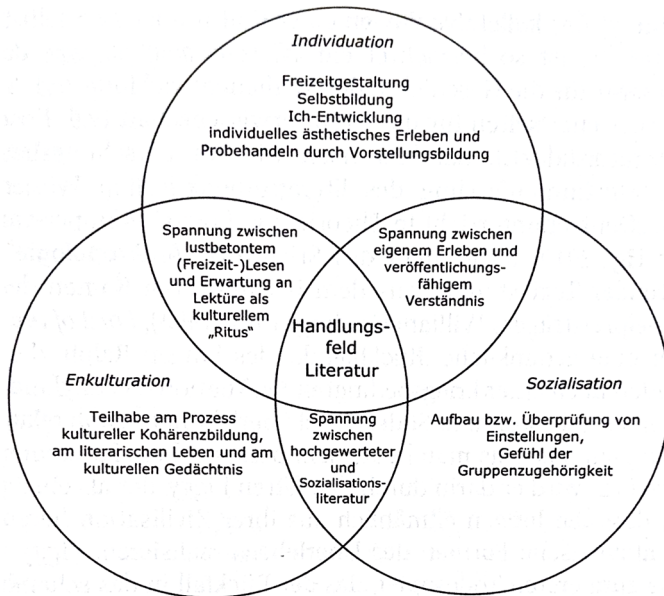 Individuation
Freizeitgestaltung
Selbstbildung
Ich-Entwicklung
individuelles ästhetisches Erleben und
Probehandeln durch Vorstellungsbildung
Spannung zwischen
lustbetontem
(Freizeit-)Lesen
und Erwartung an
Lektüre als
kulturellem
„Ritus“
Spannung zwischen
eigenem Erleben und
veröffentlichungs-
fähigem
Verständnis
Handlungs-
feld
Literatur
Enkulturation
Teilhabe am Prozess
kultureller Kohärenzbildung,
am literarischen Leben und am
kulturellen Gedächtnis
Spannung
zwischen
hochgewerteter
und
Sozialisations-
literatur
Sozialisation
Aufbau bzw. Überprüfung von
Einstellungen,
Gefühl der
Gruppenzugehörigkeit